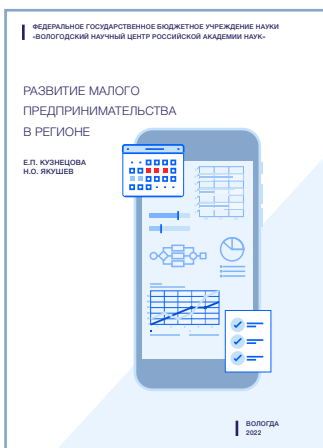 ФЕДЕРАЛЬНОЕ ГОСУДАРСТВЕННОЕ БЮДЖЕТНОЕ УЧРЕЖДЕНИЕ НАУКИ
«ВОЛОГОДСКИЙ НАУЧНЫЙ ЦЕНТР РОССИЙСКОЙ АКАДЕМИИ НАУК»
РАЗВИТИЕ МАЛОГО
ПРЕДПРИНИМАТЕЛЬСТВА
В РЕГИОНЕ
Е.П. КУЗНЕЦОВА
Н.О. ЯКУШЕВ
ВОЛОГДА
2022